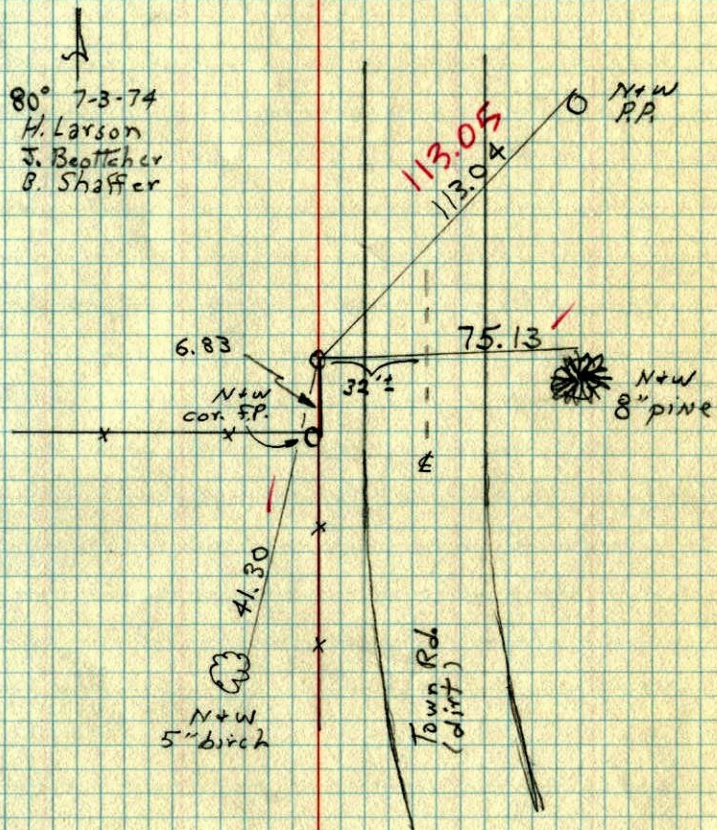 80° 7-3-74
H. Larson
J. Beottcher
B. Shaffer
N+W
P.P.
113.05
113.04
75.13
6.83
32'±
N+W
8" pine
N+W
cor. F.P.
℄
41.30
N+W
5" birch
Town Rd.
(dirt)